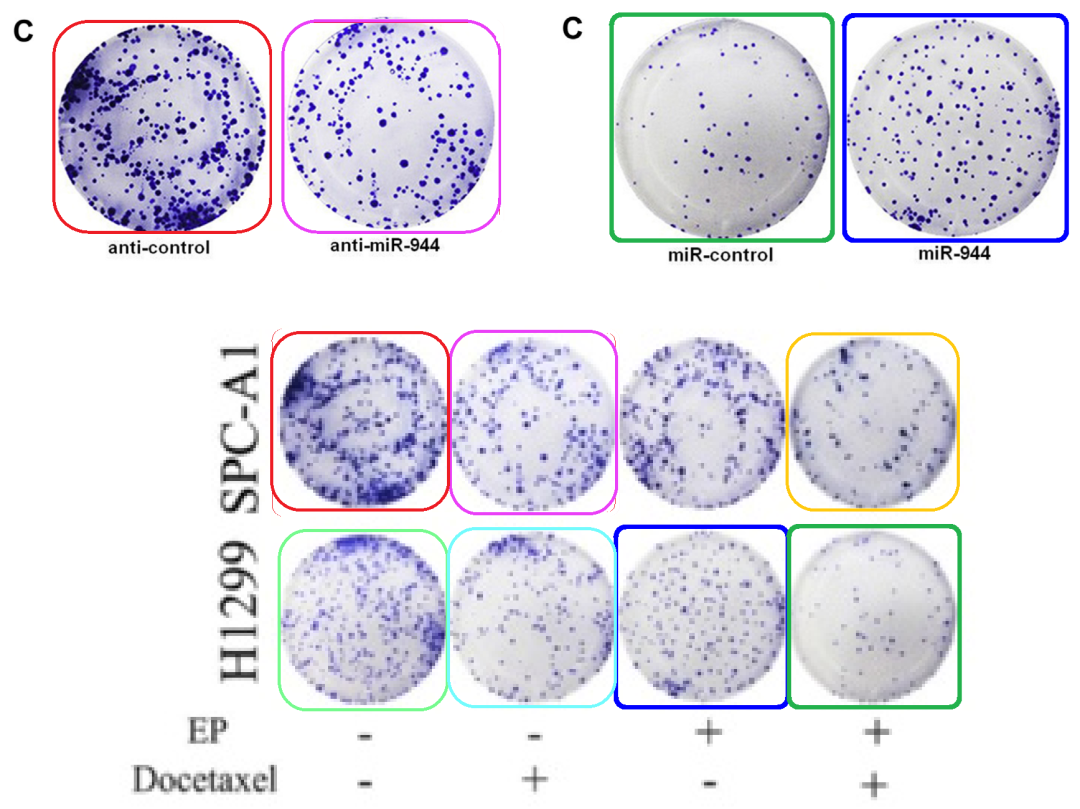 C
C
anti-control
anti-miR-944
miR-control
miR-944
SPC-A1
H1299
EP - - + +
Docetaxel - + - +